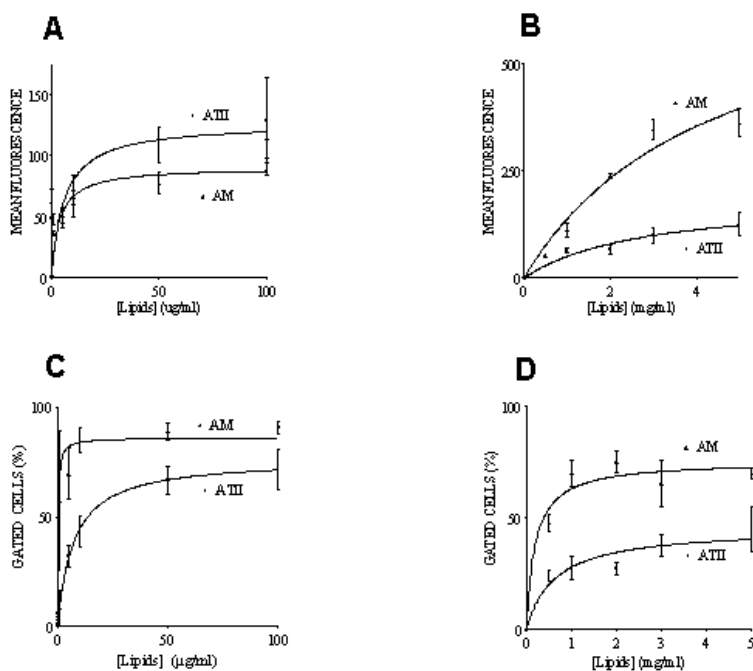 A
MEAN FLUORESCENCE
150
100
50
0
ATII
AM
0
50
100
[Lipids] (ug/ml)
B
MEAN FLUORESCENCE
500
250
0
AM
ATII
0
2
4
[Lipids] (mg/ml)
C
GATED CELLS (%)
100
50
0
AM
ATII
0
50
100
[Lipids] (µg/ml)
D
GATED CELLS (%)
100
50
0
AM
ATII
0
1
2
3
4
5
[Lipids] (mg/ml)